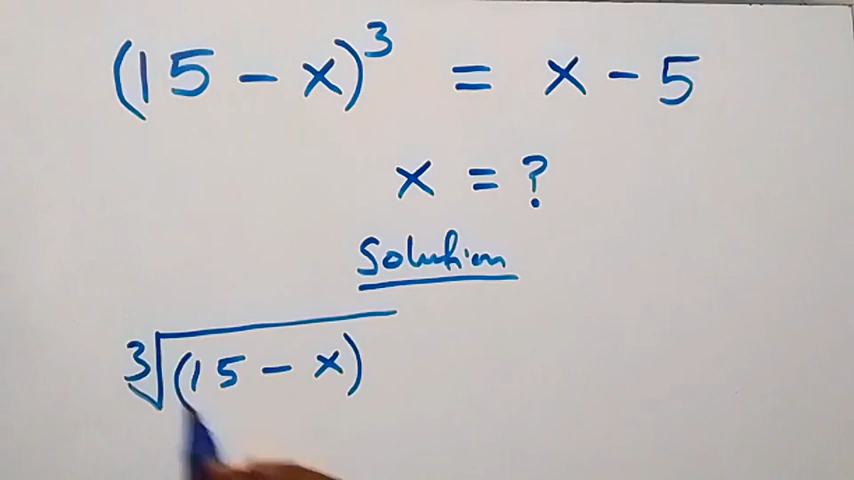 (15 - x)³ = x - 5
x = ?
Solution
∛(15 - x)